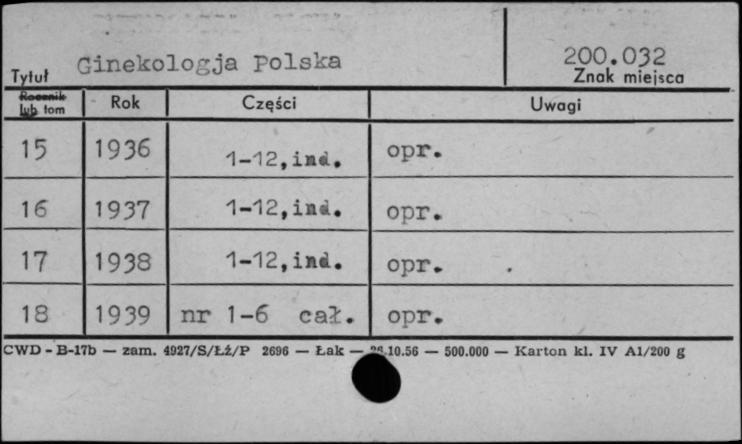 Ginekologja Polska
200.032
Tytuł
Znak miejsca
Rocznik lub tom Rok Części Uwagi
15 1936 1-12,ind. opr.
16 1937 1-12,ind. opr.
17 1938 1-12,ind. opr.
18 1939 nr 1-6 cał. opr.
CWD - B-17b — zam. 4927/S/ŁŻ/P 2696 — Łak — 26.10.56 — 500.000 — Karton kl. IV A1/200 g